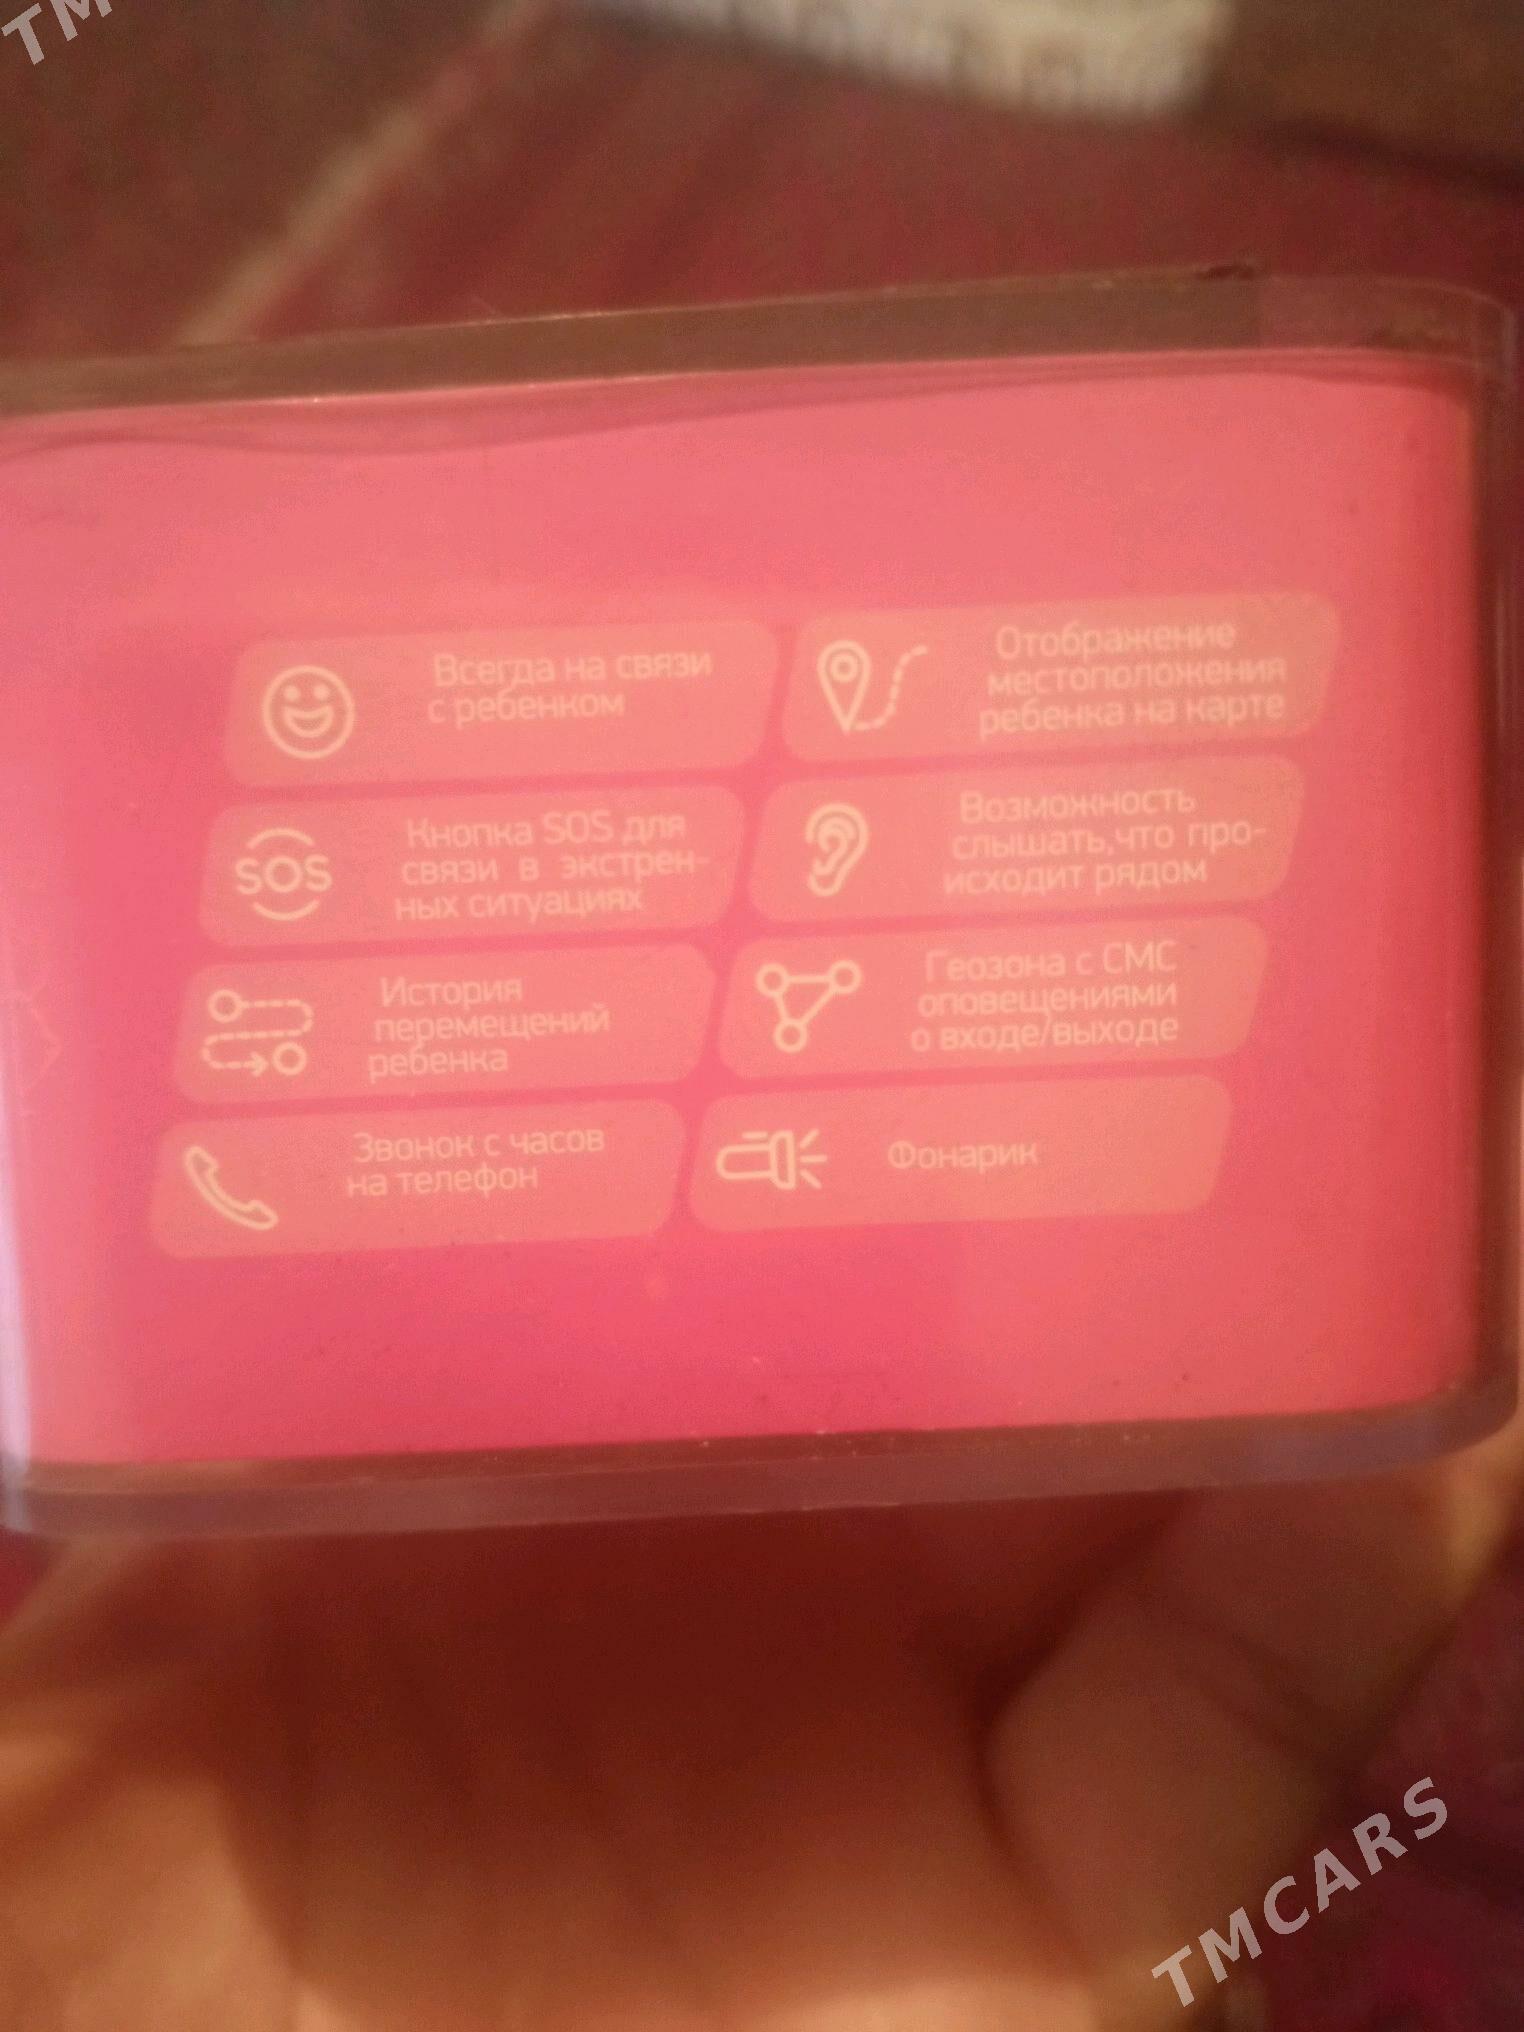 TM
Всегда на связи
с ребенком
Отображение
местоположения
ребенка на карте
SOS
Кнопка SOS для
связи в экстрен-
ных ситуациях
Возможность
слышать,что про-
исходит рядом
История
перемещений
ребенка
Геозона с СМС
оповещениями
о входе/выходе
Звонок с часов
на телефон
Фонарик
TMCARS